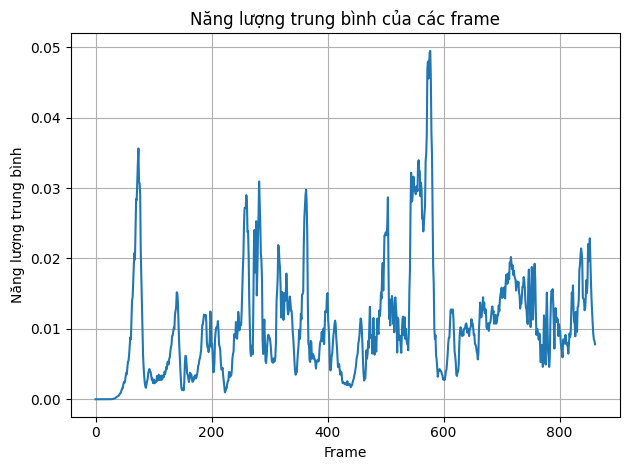 Năng lượng trung bình của các frame
Năng lượng trung bình
0.05
0.04
0.03
0.02
0.01
0.00
0 200 400 600 800
Frame